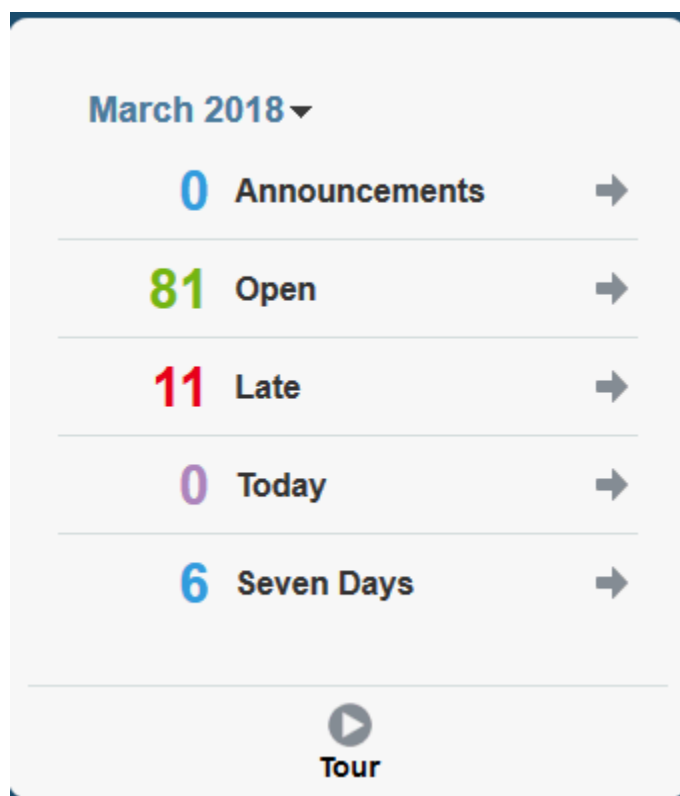 March 2018
0 Announcements
81 Open
11 Late
0 Today
6 Seven Days
Tour